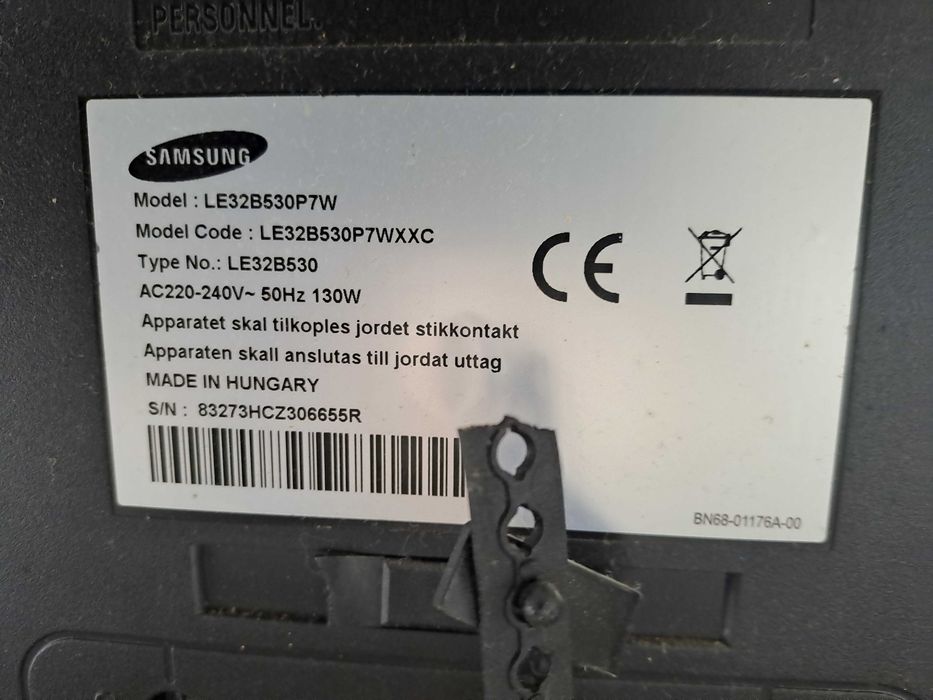 PERSONNEL.
SAMSUNG
Model : LE32B530P7W
Model Code : LE32B530P7WXXC
Type No.: LE32B530
AC220-240V~ 50Hz 130W
Apparatet skal tilkoples jordet stikkontakt
Apparaten skall anslutas till jordat uttag
MADE IN HUNGARY
S/N : 83273HCZ306655R
CE
BN68-01176A-00